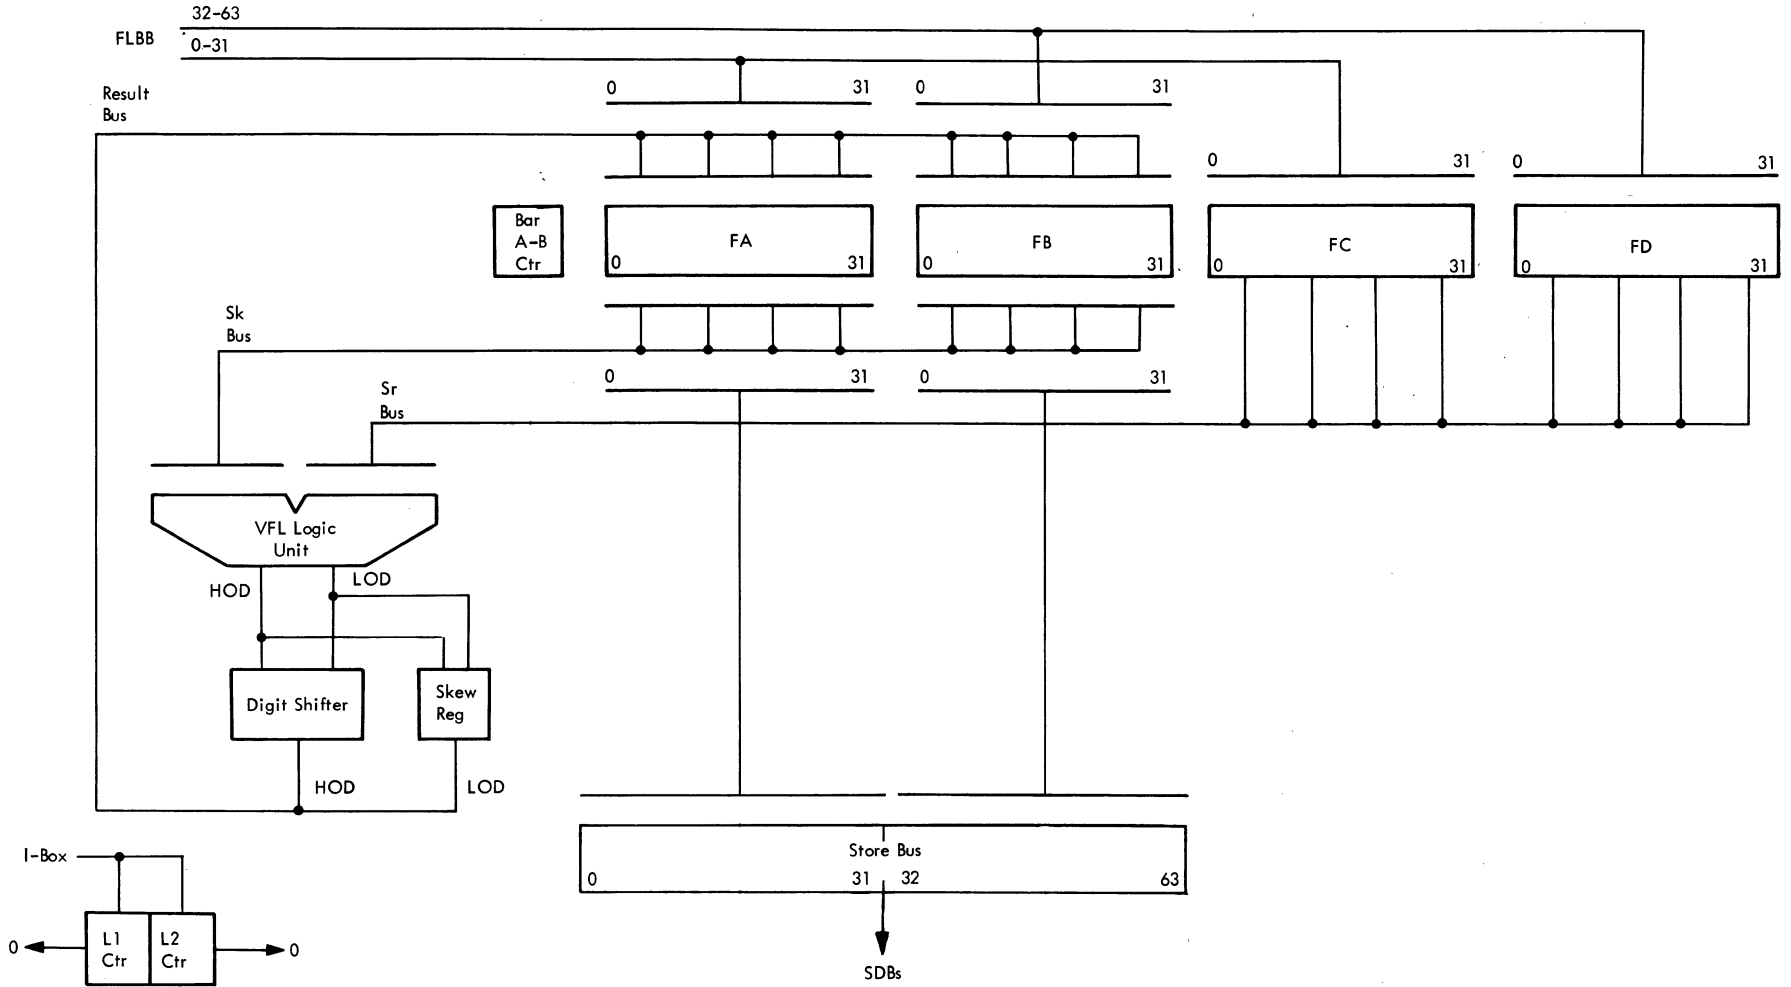 32-63
FLBB
0-31
Result
Bus
0 31
0 31
0 31
0 31
Bar
A-B
Ctr
FA
0 31
FB
0 31
FC
0 31
FD
0 31
Sk
Bus
0 31
0 31
Sr
Bus
VFL Logic
Unit
HOD
LOD
Digit Shifter
Skew
Reg
HOD
LOD
I-Box
Store Bus
0 31 32 63
L1
Ctr
L2
Ctr
0
0
SDBs